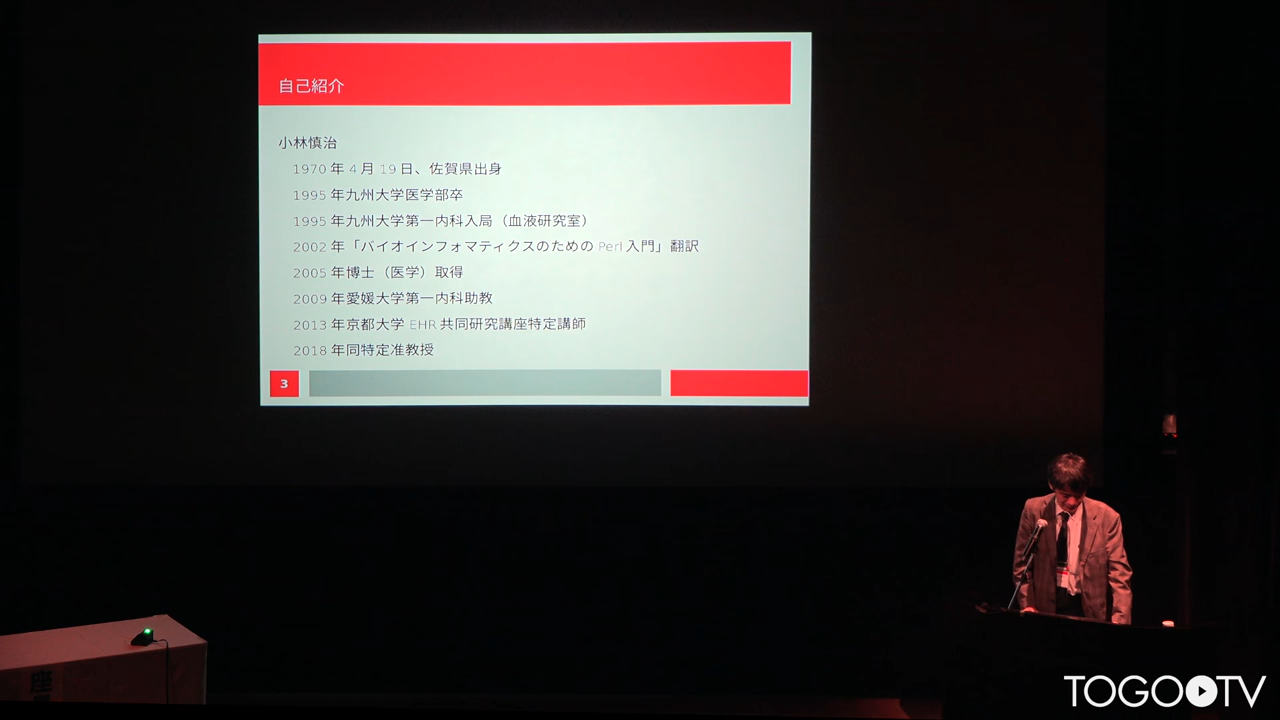 自己紹介
小林慎治
1970 年 4 月 19 日、佐賀県出身
1995 年九州大学医学部卒
1995 年九州大学第一内科入局（血液研究室）
2002 年「バイオインフォマティクスのための Perl 入門」翻訳
2005 年博士（医学）取得
2009 年愛媛大学第一内科助教
2013 年京都大学 EHR 共同研究講座特定講師
2018 年同特定准教授
3
座
TOGOTV